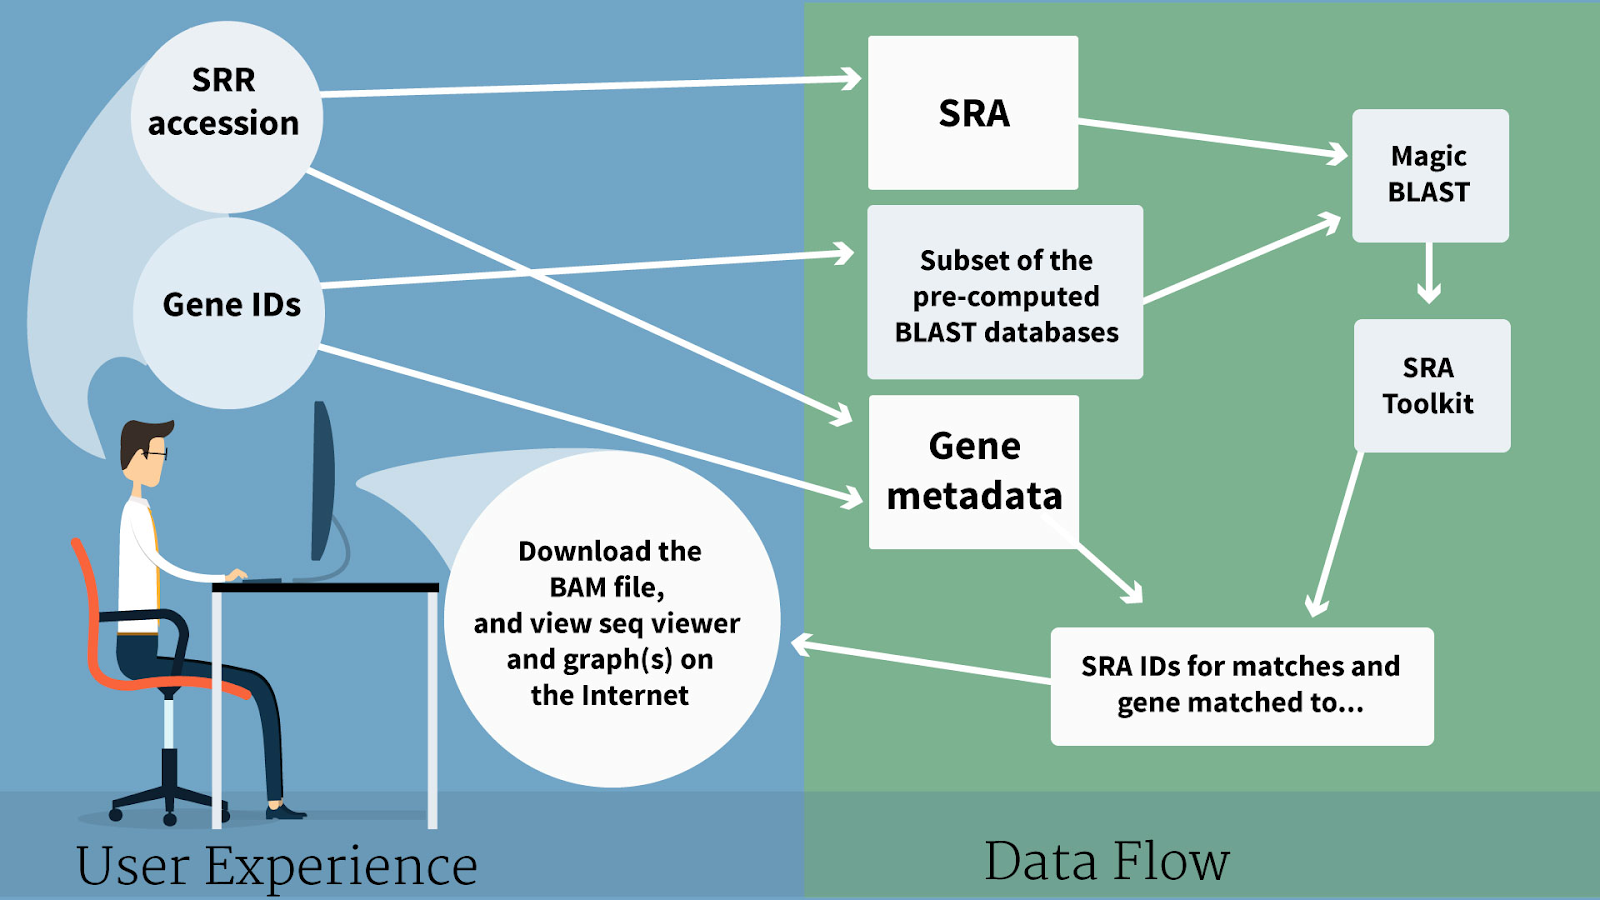 SRR
accession
Gene IDs
SRA
Magic
BLAST
Subset of the
pre-computed
BLAST databases
SRA
Toolkit
Gene
metadata
Download the
BAM file,
and view seq viewer
and graph(s) on
the Internet
SRA IDs for matches and
gene matched to...
User Experience
Data Flow